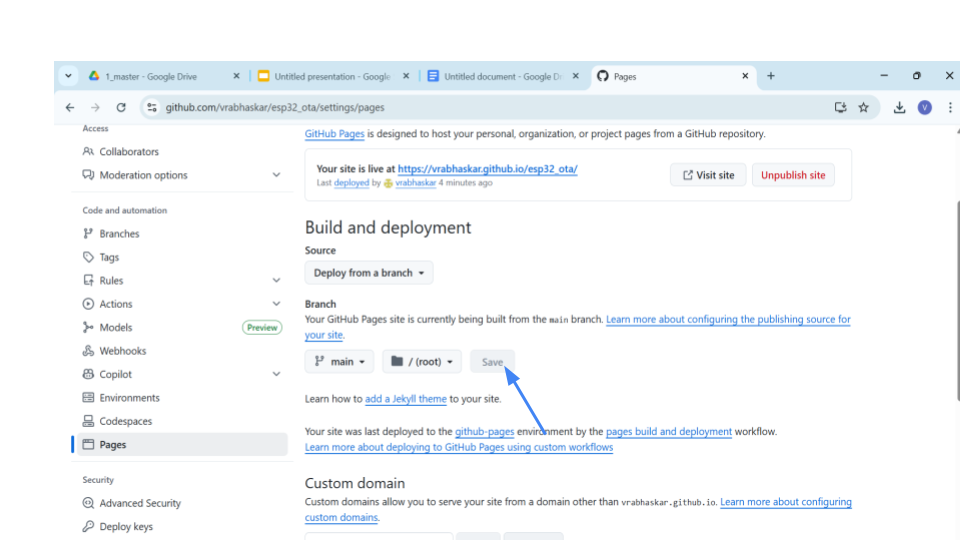 1_master - Google Drive
Untitled presentation - Google
Untitled document - Google D
Pages
github.com/vrabhaskar/esp32_ota/settings/pages
V
Access
Collaborators
Moderation options
Code and automation
Branches
Tags
Rules
Actions
Models Preview
Webhooks
Copilot
Environments
Codespaces
Pages
Security
Advanced Security
Deploy keys
GitHub Pages is designed to host your personal, organization, or project pages from a GitHub repository.
Your site is live at https://vrabhaskar.github.io/esp32_ota/
Last deployed by vrabhaskar 4 minutes ago
Visit site
Unpublish site
Build and deployment
Source
Deploy from a branch
Branch
Your GitHub Pages site is currently being built from the main branch. Learn more about configuring the publishing source for
your site.
main
/ (root)
Save
Learn how to add a Jekyll theme to your site.
Your site was last deployed to the github-pages environment by the pages build and deployment workflow.
Learn more about deploying to GitHub Pages using custom workflows
Custom domain
Custom domains allow you to serve your site from a domain other than vrabhaskar.github.io. Learn more about configuring
custom domains.